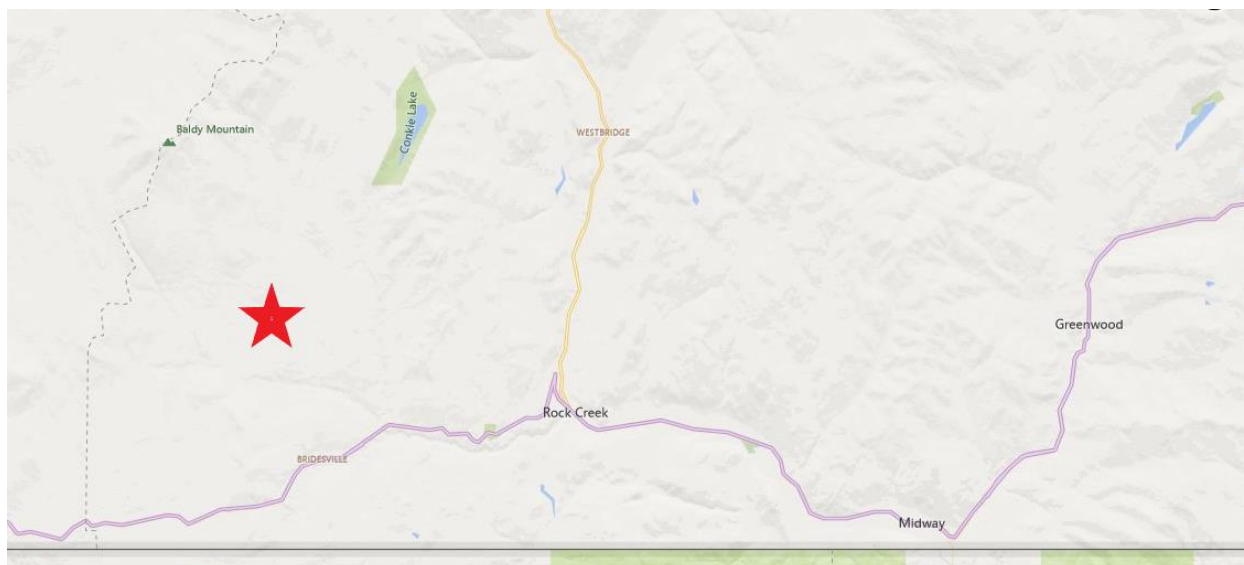 Baldy Mountain
Conkle Lake
WESTBRIDGE
Greenwood
Rock Creek
BRIDESVILLE
Midway